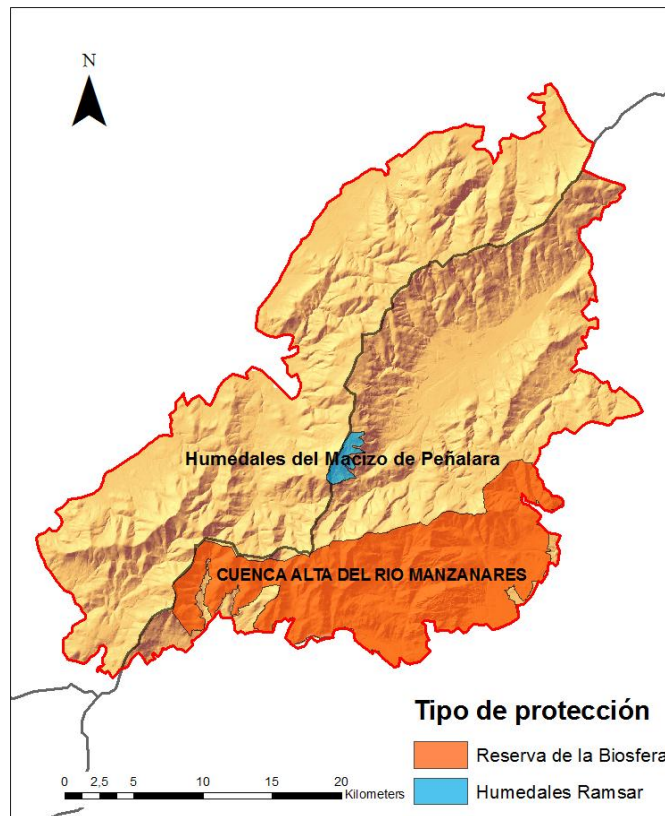 N
Humedales del Macizo de Peñalara
CUENCA ALTA DEL RIO MANZANARES
Tipo de protección
Reserva de la Biosfera
Humedales Ramsar
0 2,5 5 10 15 20
Kilometers